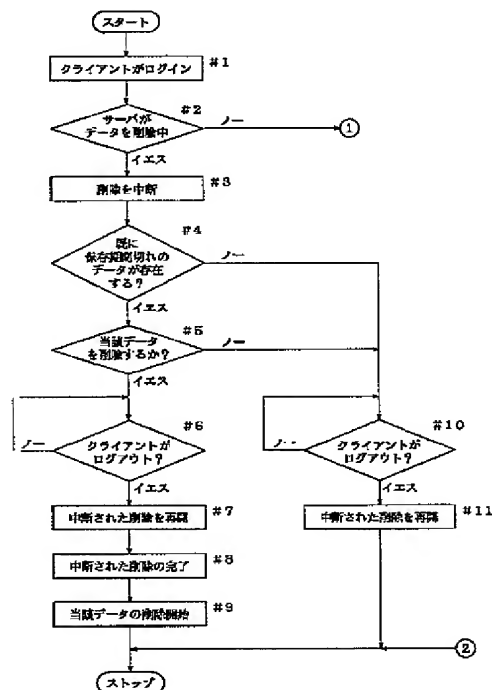 スタート
クライアントがログイン
#1
#2
サーバが
データを削除中
ノー
①
イエス
削除を中断
#3
#4
既に
保存期間切れの
データが存在
する?
ノー
イエス
#5
当該データ
を削除するか?
ノー
イエス
#6
ノー
クライアントが
ログアウト?
#10
ノー
クライアントが
ログアウト?
イエス
イエス
中断された削除を再開
#7
中断された削除を再開
#11
中断された削除の完了
#8
当該データの削除開始
#9
②
ストップ